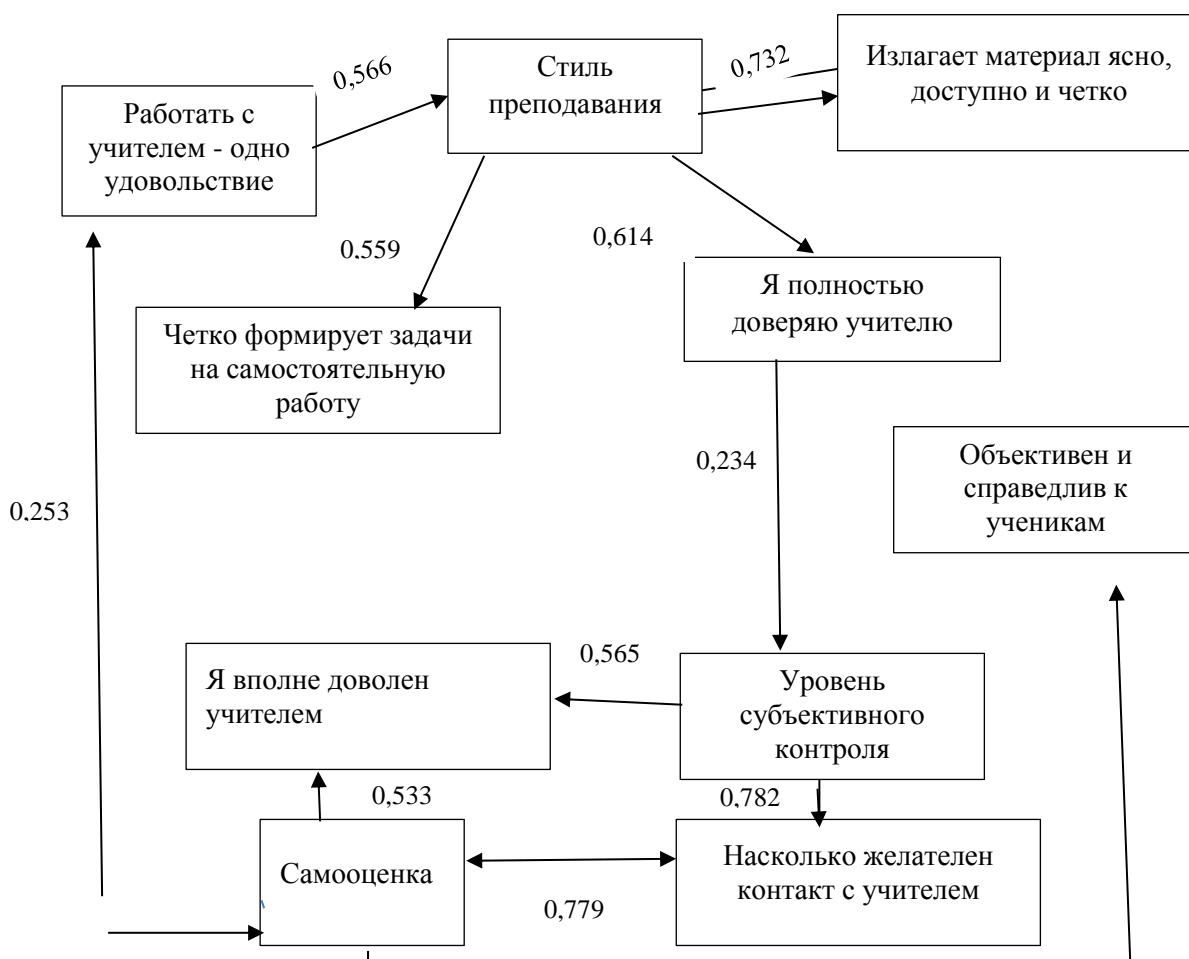 0,566
Стиль
преподавания
0,732
Излагает материал ясно,
доступно и четко
Работать с
учителем - одно
удовольствие
0,559
0,614
Я полностью
доверяю учителю
Четко формирует задачи
на самостоятельную
работу
0,234
Объективен и
справедлив к
ученикам
0,253
0,565
Я вполне доволен
учителем
Уровень
субъективного
контроля
0,533
0,782
Самооценка
Насколько желателен
контакт с учителем
0,779